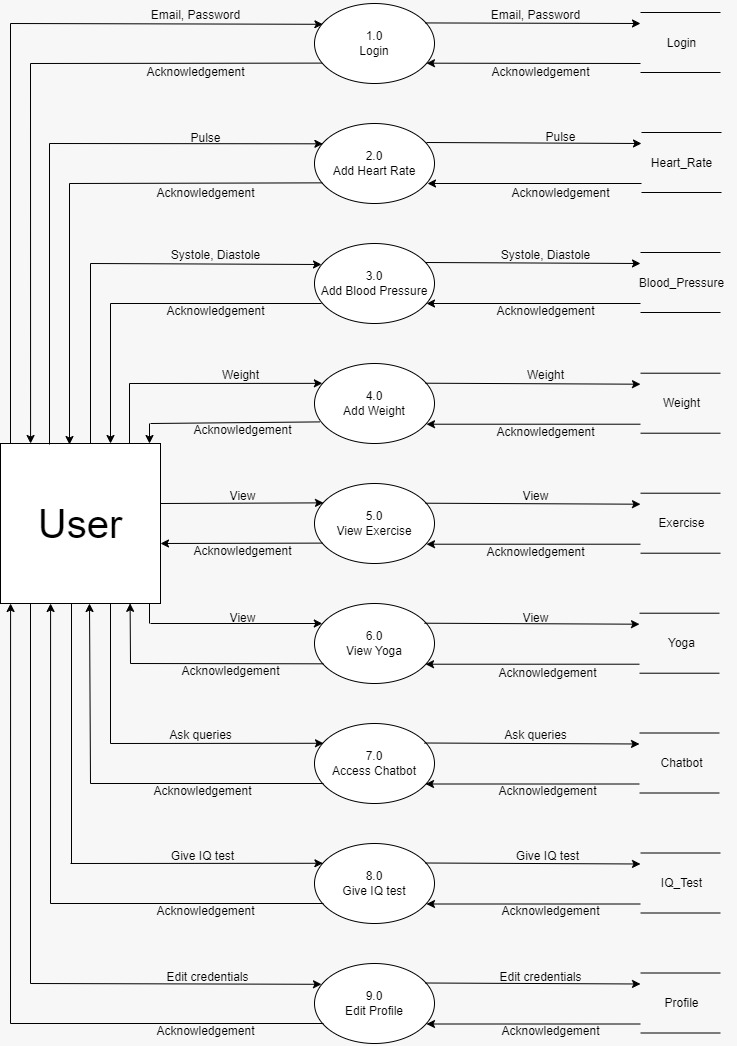 Email, Password
Email, Password
1.0
Login
Login
Acknowledgement
Acknowledgement
Pulse
Pulse
2.0
Add Heart Rate
Heart_Rate
Acknowledgement
Acknowledgement
Systole, Diastole
Systole, Diastole
3.0
Add Blood Pressure
Blood_Pressure
Acknowledgement
Acknowledgement
Weight
Weight
4.0
Add Weight
Weight
Acknowledgement
Acknowledgement
User
View
View
5.0
View Exercise
Exercise
Acknowledgement
Acknowledgement
View
View
6.0
View Yoga
Yoga
Acknowledgement
Acknowledgement
Ask queries
Ask queries
7.0
Access Chatbot
Chatbot
Acknowledgement
Acknowledgement
Give IQ test
Give IQ test
8.0
Give IQ test
IQ_Test
Acknowledgement
Acknowledgement
Edit credentials
Edit credentials
9.0
Edit Profile
Profile
Acknowledgement
Acknowledgement